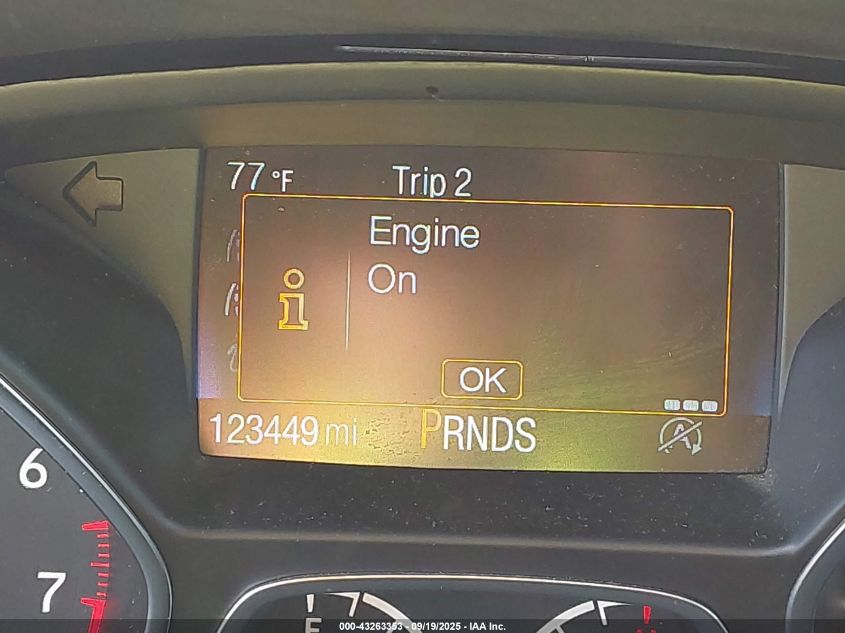 77 °F Trip 2
Engine
On
OK
123449 mi PRNDS
A
6
7
F
000-43263353 - 09/19/2025 - IAA Inc.